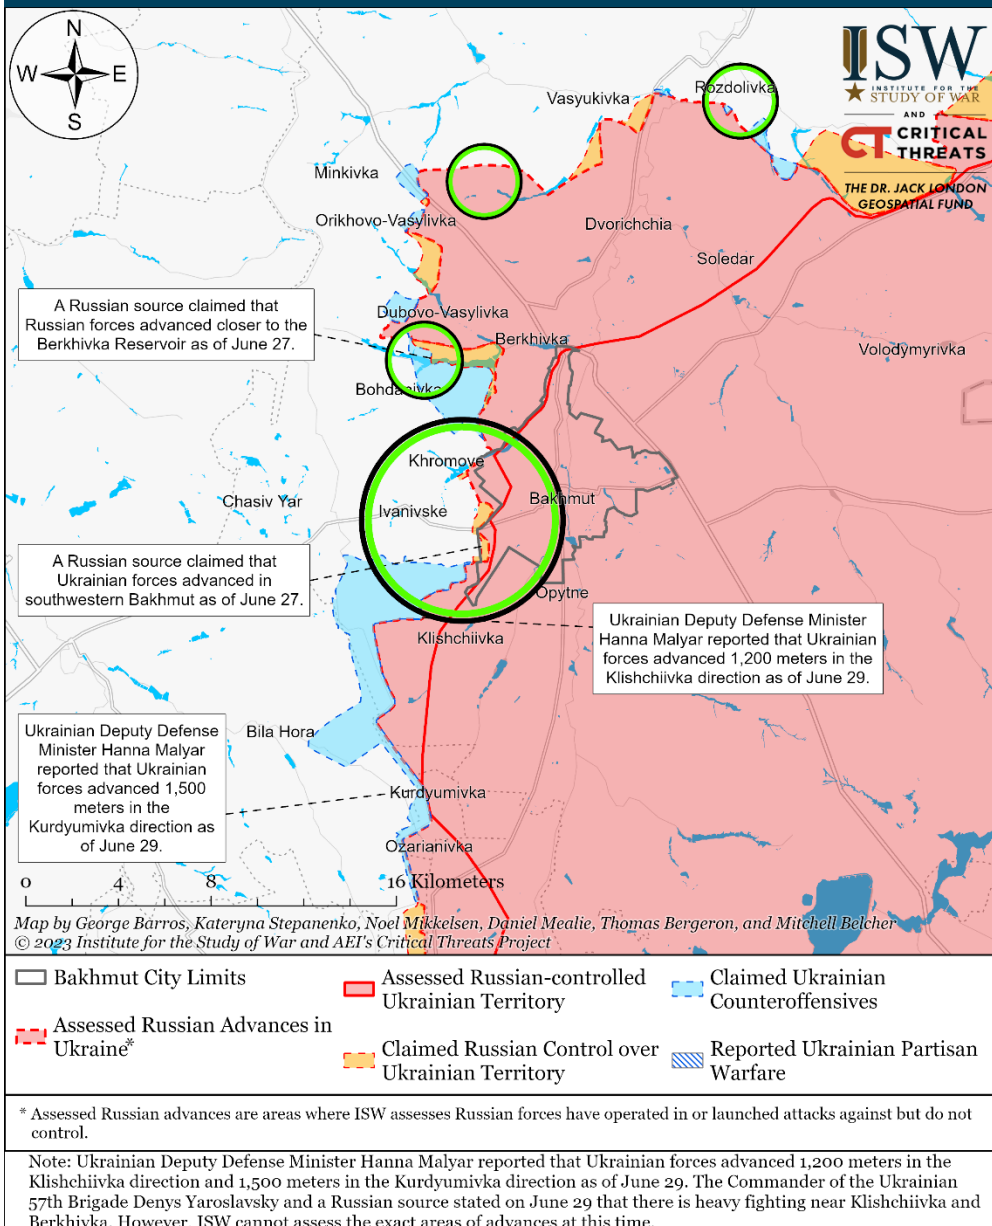 N
W E
S
ISW
INSTITUTE FOR THE
STUDY OF WAR
AND
CT CRITICAL
THREATS
THE DR. JACK LONDON
GEOSPATIAL FUND
Rozdolivka
Vasyukivka
Minkivka
Orikhovo-Vasylivka
Dvorichchia
Soledar
A Russian source claimed that
Russian forces advanced closer to the
Berkhivka Reservoir as of June 27.
Dubovo-Vasylivka
Berkhivka
Volodymyrivka
Bohdanivka
Khromove
Chasiv Yar
Ivanivske
Bakhmut
A Russian source claimed that
Ukrainian forces advanced in
southwestern Bakhmut as of June 27.
Opytne
Klishchiivka
Ukrainian Deputy Defense Minister
Hanna Malyar reported that Ukrainian
forces advanced 1,200 meters in the
Klishchiivka direction as of June 29.
Bila Hora
Ukrainian Deputy Defense
Minister Hanna Malyar
reported that Ukrainian
forces advanced 1,500
meters in the
Kurdyumivka direction as
of June 29.
Kurdyumivka
Ozarianivka
0 4 8 16 Kilometers
Map by George Barros, Kateryna Stepanenko, Noel Mikkelsen, Daniel Mealie, Thomas Bergeron, and Mitchell Belcher
© 2023 Institute for the Study of War and AEI's Critical Threats Project
Bakhmut City Limits
Assessed Russian Advances in
Ukraine*
Assessed Russian-controlled
Ukrainian Territory
Claimed Russian Control over
Ukrainian Territory
Claimed Ukrainian
Counteroffensives
Reported Ukrainian Partisan
Warfare
* Assessed Russian advances are areas where ISW assesses Russian forces have operated in or launched attacks against but do not
control.
Note: Ukrainian Deputy Defense Minister Hanna Malyar reported that Ukrainian forces advanced 1,200 meters in the
Klishchiivka direction and 1,500 meters in the Kurdyumivka direction as of June 29. The Commander of the Ukrainian
57th Brigade Denys Yaroslavsky and a Russian source stated on June 29 that there is heavy fighting near Klishchiivka and
Berkhivka. However, ISW cannot assess the exact areas of advances at this time.